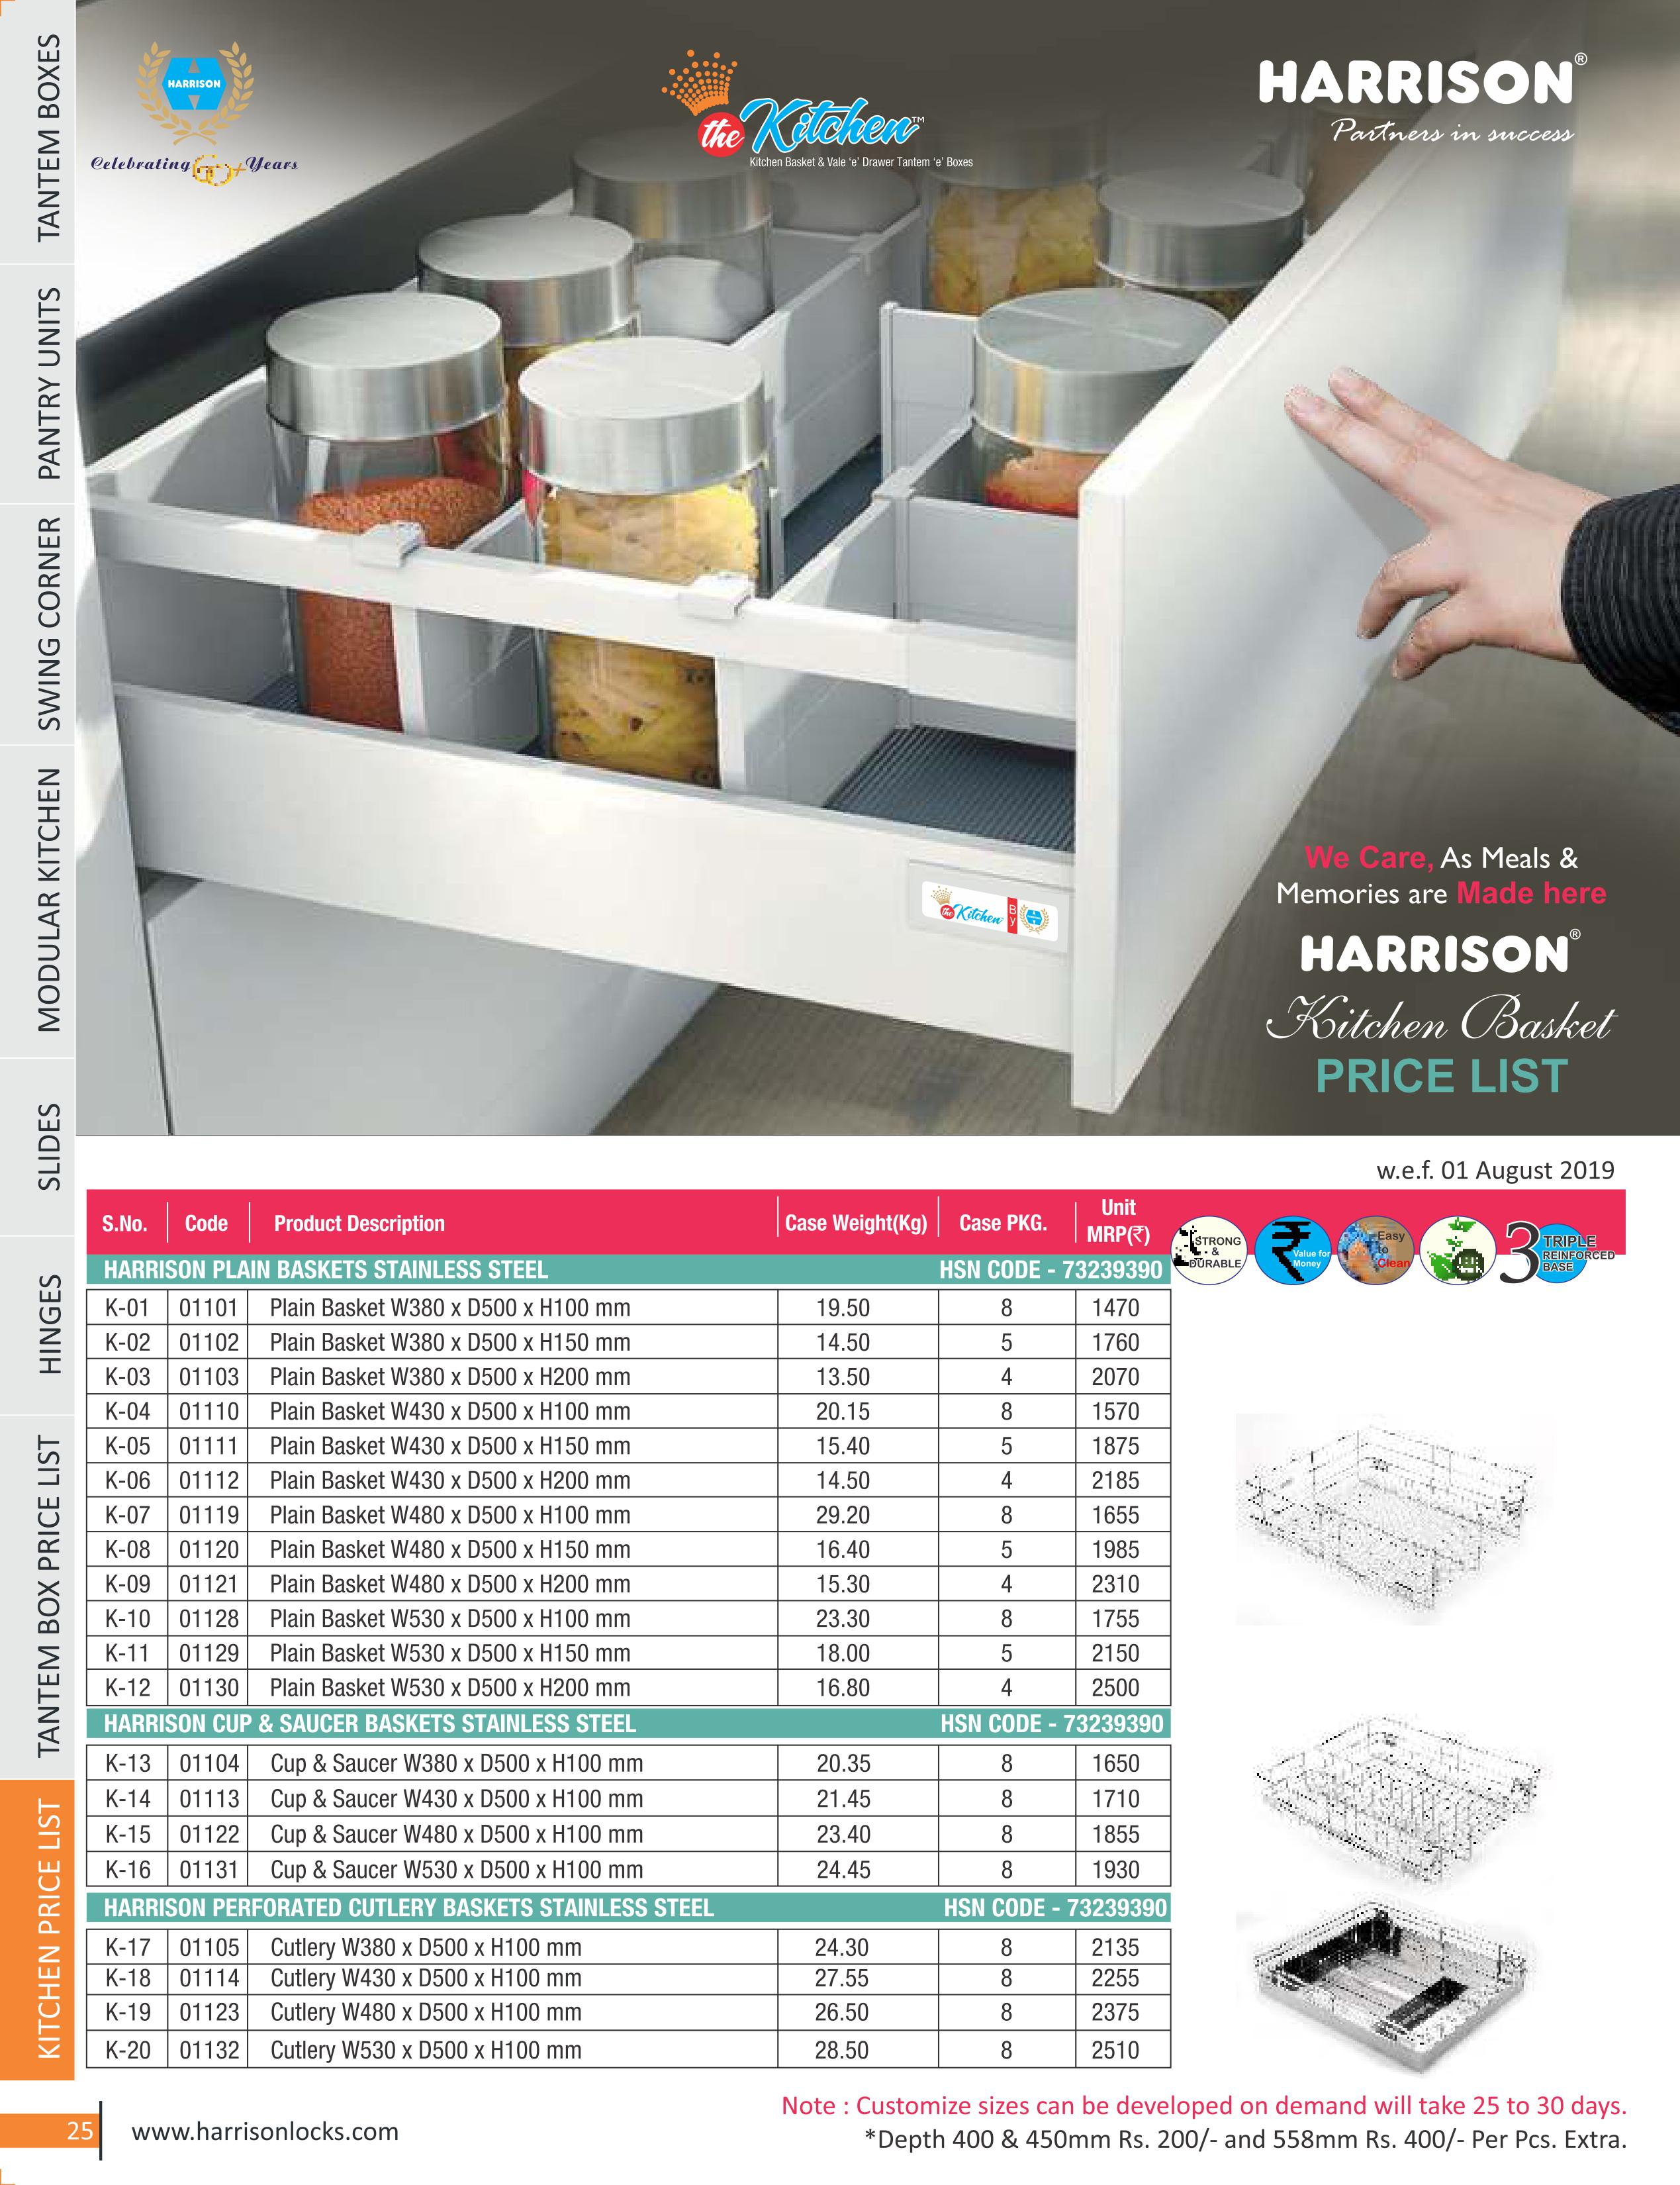 TANTEM BOXES
PANTRY UNITS
SWING CORNER
MODULAR KITCHEN
SLIDES
HINGES
TANTEM BOX PRICE LIST
KITCHEN PRICE LIST
HARRISON
Celebrating 60+ Years
the Kitchen™
Kitchen Basket & Vale 'e' Drawer Tantem 'e' Boxes
HARRISON®
Partners in success
the Kitchen By
We Care, As Meals &
Memories are Made here
HARRISON®
Kitchen Basket
PRICE LIST
w.e.f. 01 August 2019
S.No. Code Product Description Case Weight(Kg) Case PKG. Unit MRP(₹)
STRONG & DURABLE
Value for Money
Easy to Clean
3 TRIPLE REINFORCED BASE
HARRISON PLAIN BASKETS STAINLESS STEEL HSN CODE - 73239390
K-01 01101 Plain Basket W380 x D500 x H100 mm 19.50 8 1470
K-02 01102 Plain Basket W380 x D500 x H150 mm 14.50 5 1760
K-03 01103 Plain Basket W380 x D500 x H200 mm 13.50 4 2070
K-04 01110 Plain Basket W430 x D500 x H100 mm 20.15 8 1570
K-05 01111 Plain Basket W430 x D500 x H150 mm 15.40 5 1875
K-06 01112 Plain Basket W430 x D500 x H200 mm 14.50 4 2185
K-07 01119 Plain Basket W480 x D500 x H100 mm 29.20 8 1655
K-08 01120 Plain Basket W480 x D500 x H150 mm 16.40 5 1985
K-09 01121 Plain Basket W480 x D500 x H200 mm 15.30 4 2310
K-10 01128 Plain Basket W530 x D500 x H100 mm 23.30 8 1755
K-11 01129 Plain Basket W530 x D500 x H150 mm 18.00 5 2150
K-12 01130 Plain Basket W530 x D500 x H200 mm 16.80 4 2500
HARRISON CUP & SAUCER BASKETS STAINLESS STEEL HSN CODE - 73239390
K-13 01104 Cup & Saucer W380 x D500 x H100 mm 20.35 8 1650
K-14 01113 Cup & Saucer W430 x D500 x H100 mm 21.45 8 1710
K-15 01122 Cup & Saucer W480 x D500 x H100 mm 23.40 8 1855
K-16 01131 Cup & Saucer W530 x D500 x H100 mm 24.45 8 1930
HARRISON PERFORATED CUTLERY BASKETS STAINLESS STEEL HSN CODE - 73239390
K-17 01105 Cutlery W380 x D500 x H100 mm 24.30 8 2135
K-18 01114 Cutlery W430 x D500 x H100 mm 27.55 8 2255
K-19 01123 Cutlery W480 x D500 x H100 mm 26.50 8 2375
K-20 01132 Cutlery W530 x D500 x H100 mm 28.50 8 2510
Note : Customize sizes can be developed on demand will take 25 to 30 days.
*Depth 400 & 450mm Rs. 200/- and 558mm Rs. 400/- Per Pcs. Extra.
25 www.harrisonlocks.com